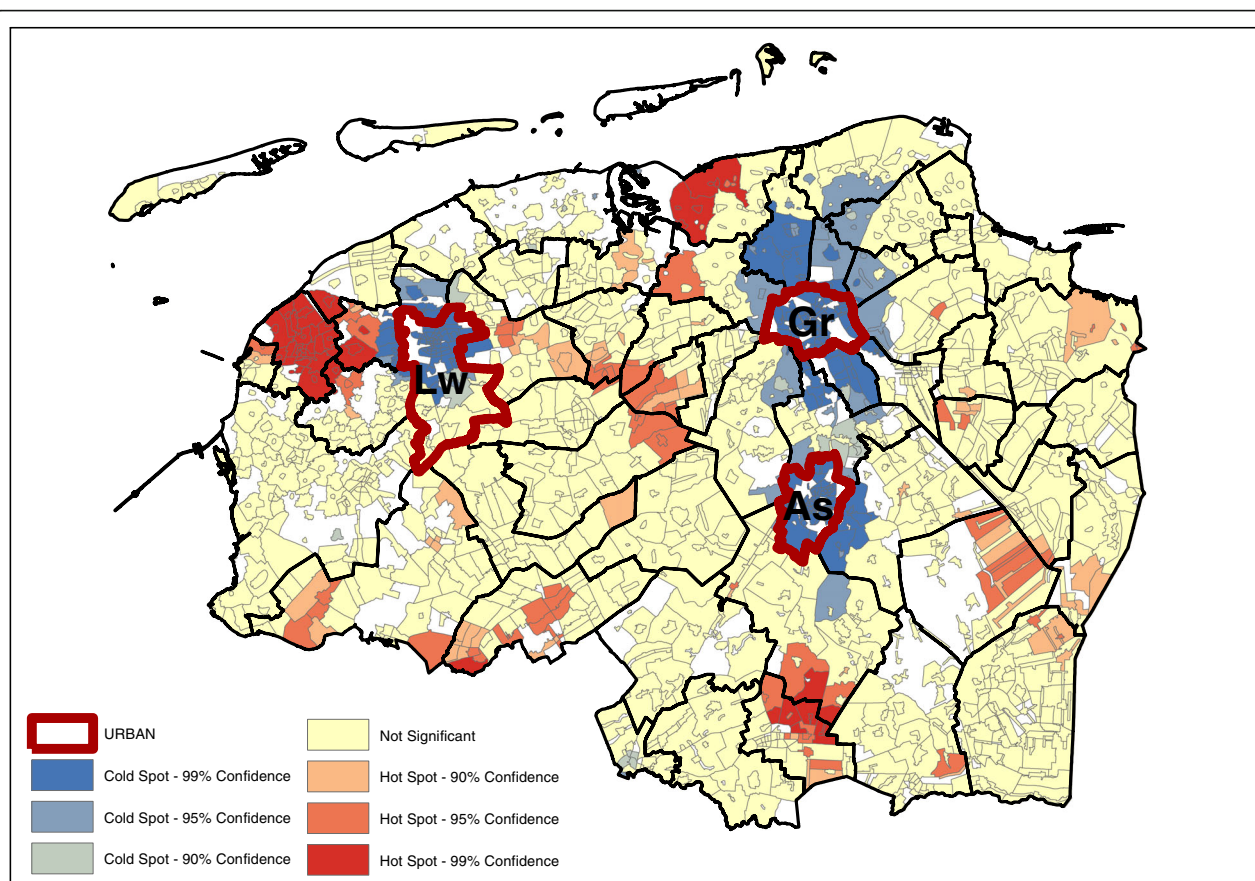 Gr
Lw
As
URBAN
Cold Spot - 99% Confidence
Cold Spot - 95% Confidence
Cold Spot - 90% Confidence
Not Significant
Hot Spot - 90% Confidence
Hot Spot - 95% Confidence
Hot Spot - 99% Confidence